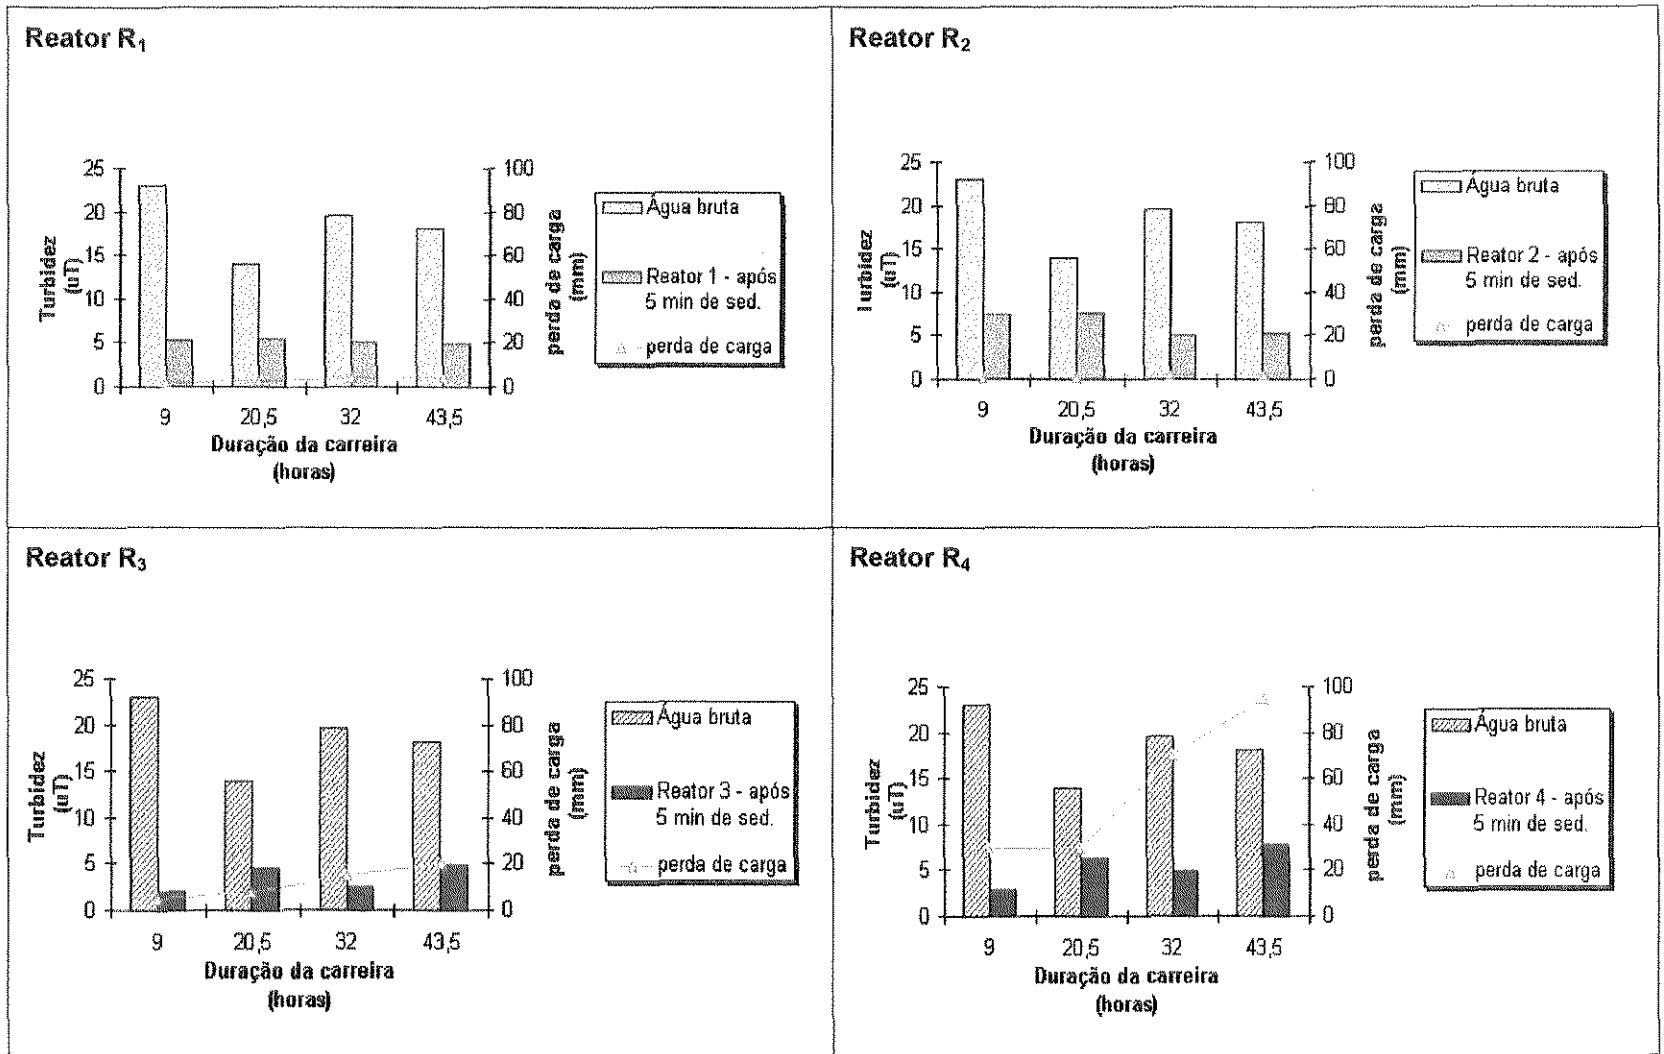 Reator R₁
25
20
15
10
5
0
Turbidez
(uT)
100
80
60
40
20
0
perda de carga
(mm)
9 20,5 32 43,5
Duração da carreira
(horas)
Água bruta
Reator 1 - após
5 min de sed.
perda de carga
Reator R₂
25
20
15
10
5
0
Turbidez
(uT)
100
80
60
40
20
0
perda de carga
(mm)
9 20,5 32 43,5
Duração da carreira
(horas)
Água bruta
Reator 2 - após
5 min de sed.
perda de carga
Reator R₃
25
20
15
10
5
0
Turbidez
(uT)
100
80
60
40
20
0
perda de carga
(mm)
9 20,5 32 43,5
Duração da carreira
(horas)
Água bruta
Reator 3 - após
5 min de sed.
perda de carga
Reator R₄
25
20
15
10
5
0
Turbidez
(uT)
100
80
60
40
20
0
perda de carga
(mm)
9 20,5 32 43,5
Duração da carreira
(horas)
Água bruta
Reator 4 - após
5 min de sed.
perda de carga